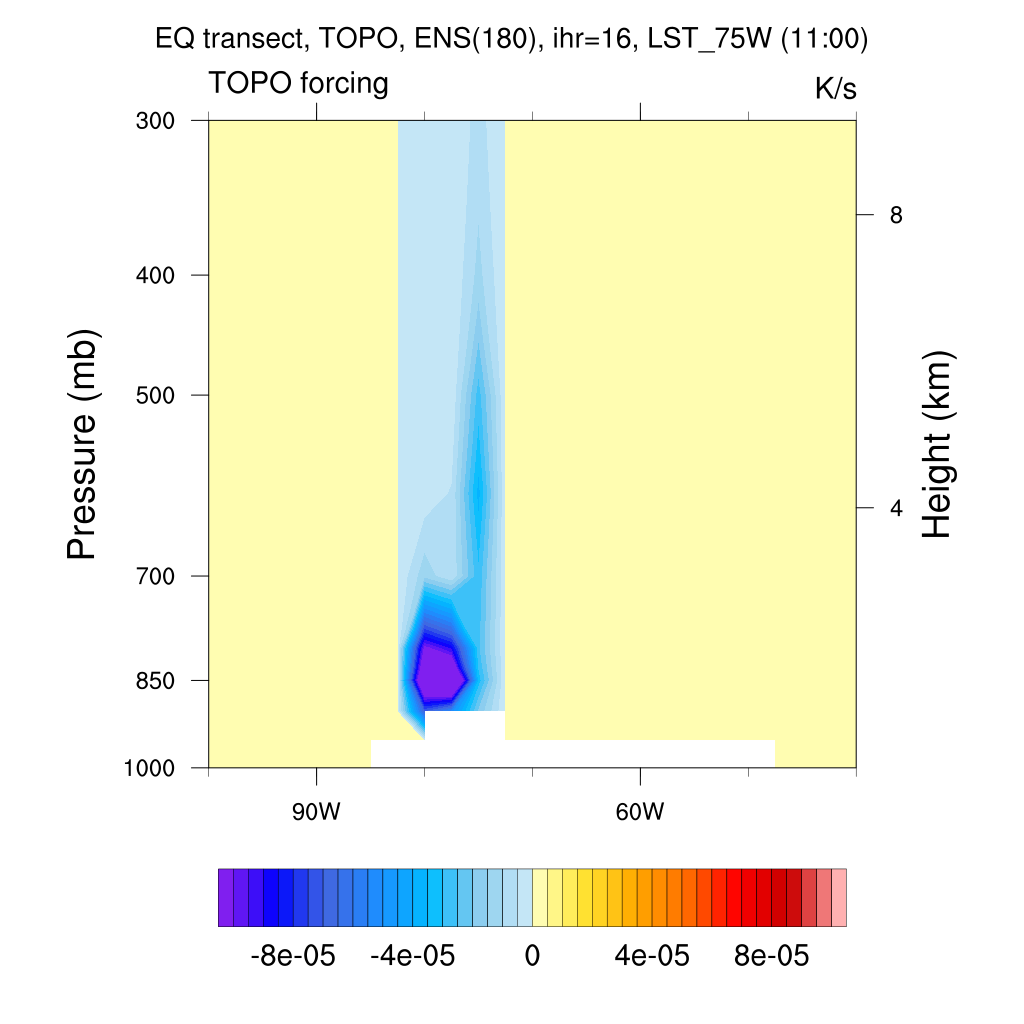 EQ transect, TOPO, ENS(180), ihr=16, LST_75W (11:00)
TOPO forcing
K/s
300
400
500
700
850
1000
Pressure (mb)
8
4
Height (km)
90W
60W
-8e-05
-4e-05
0
4e-05
8e-05